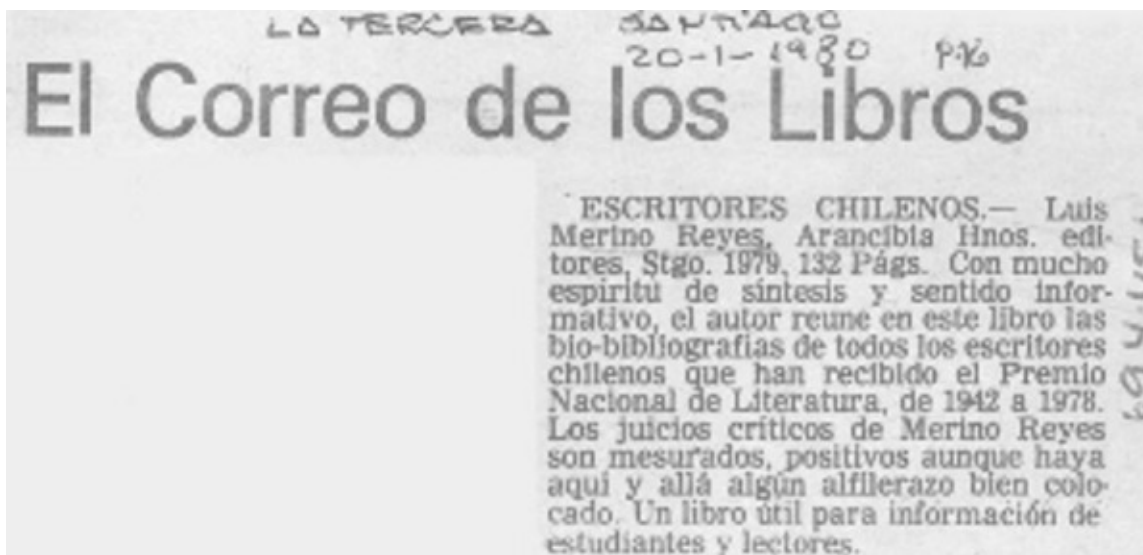 LA TERCERA SANTIAGO
20-1-1980 P.16
El Correo de los Libros
ESCRITORES CHILENOS.— Luis
Merino Reyes, Arancibia Hnos. edi-
tores, Stgo. 1979, 132 Págs. Con mucho
espíritu de síntesis y sentido infor-
mativo, el autor reune en este libro las
bio-bibliografías de todos los escritores
chilenos que han recibido el Premio
Nacional de Literatura, de 1942 a 1978.
Los juicios críticos de Merino Reyes
son mesurados, positivos aunque haya
aquí y allá algún alfilerazo bien colo-
cado. Un libro útil para información de
estudiantes y lectores.